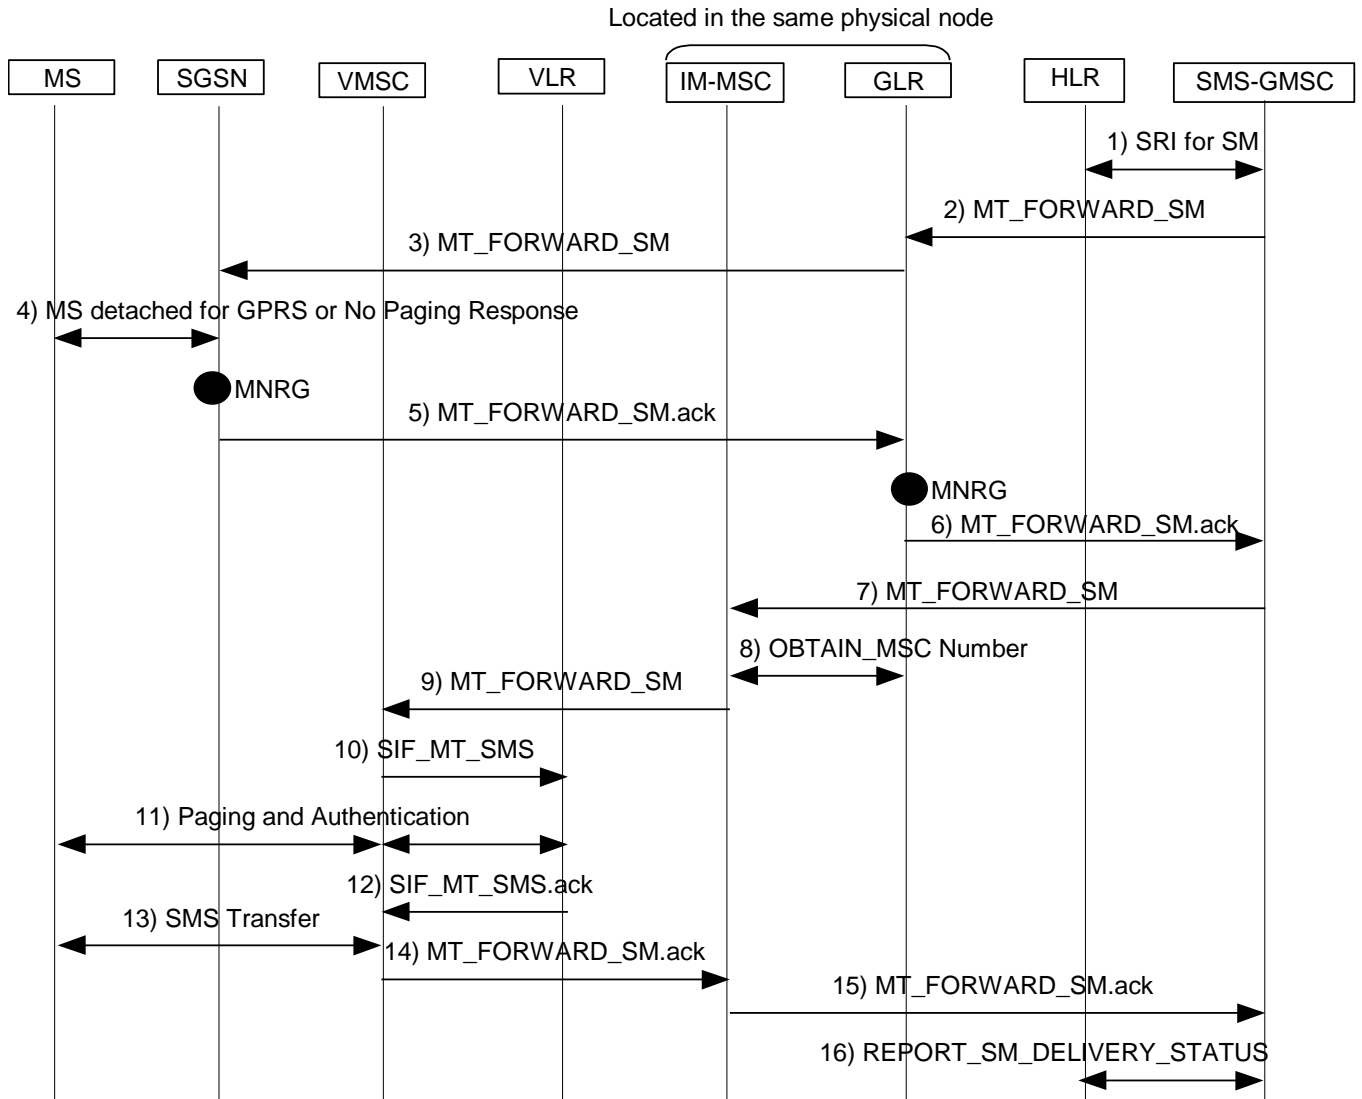 Located in the same physical node
MS
SGSN
VMSC
VLR
IM-MSC
GLR
HLR
SMS-GMSC
1) SRI for SM
2) MT_FORWARD_SM
3) MT_FORWARD_SM
4) MS detached for GPRS or No Paging Response
MNRG
5) MT_FORWARD_SM.ack
MNRG
6) MT_FORWARD_SM.ack
7) MT_FORWARD_SM
8) OBTAIN_MSC Number
9) MT_FORWARD_SM
10) SIF_MT_SMS
11) Paging and Authentication
12) SIF_MT_SMS.ack
13) SMS Transfer
14) MT_FORWARD_SM.ack
15) MT_FORWARD_SM.ack
16) REPORT_SM_DELIVERY_STATUS